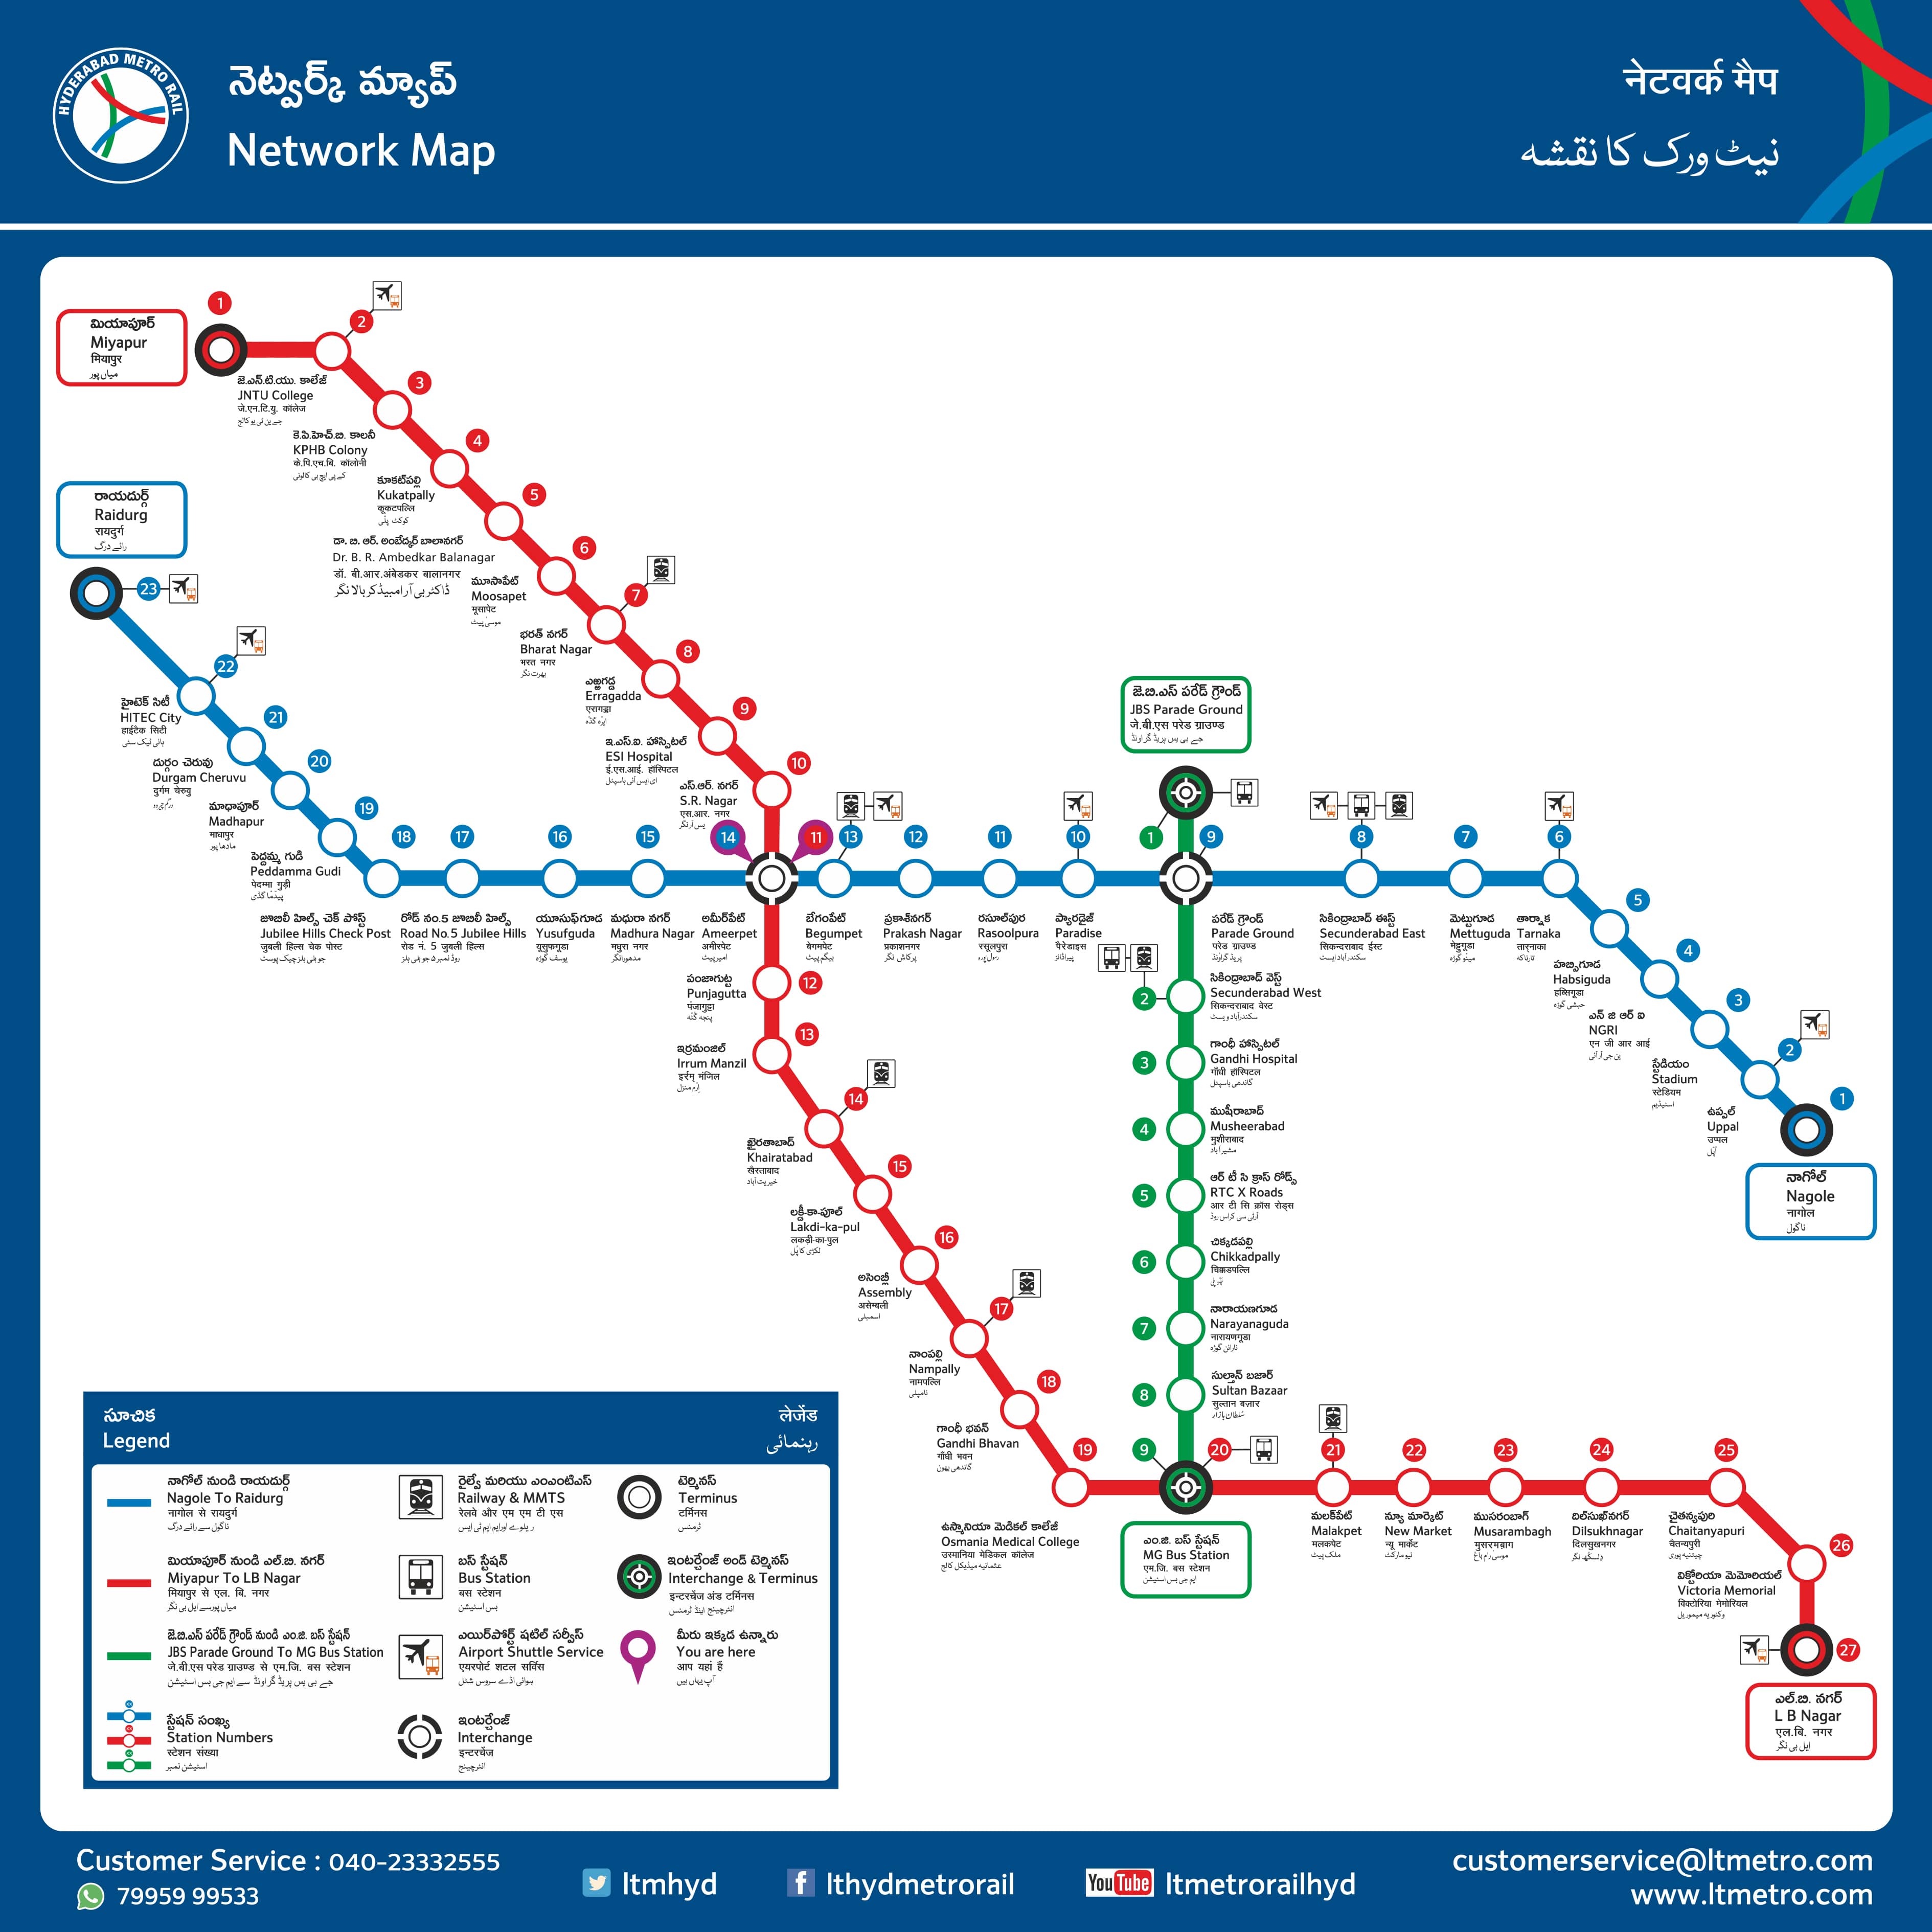 HYDERABAD METRO RAIL
నెట్వర్క్ మ్యాప్
Network Map
नेटवर्क मैप
نیٹ ورک کا نقشہ
1
మియాపూర్
Miyapur
मियापुर
میاں پور
2
జె.ఎన్.టి.యు. కాలేజ్
JNTU College
जे.एन.टि.यु. कॉलेज
جے ین ٹی یو کالج
3
కె.పి.హెచ్.బి. కాలనీ
KPHB Colony
के.पि.एच.बि. कॉलोनी
کے پی ایچ بی کالونی
4
కూకట్‌పల్లి
Kukatpally
कूकटपल्लि
کوکٹ پلی
5
డా. బి. ఆర్. అంబేద్కర్ బాలానగర్
Dr. B. R. Ambedkar Balanagar
डॉ. बी.आर.अंबेडकर बालानगर
ڈاکٹر بی آر امبیڈکر بالا نگر
6
మూసాపేట్
Moosapet
मूसापेट
موسی پیٹ
7
భరత్ నగర్
Bharat Nagar
भरत नगर
بھرت نگر
8
ఎఱ్ఱగడ్డ
Erragadda
एरागड्डा
ایرہ گڈہ
9
ఇ.ఎస్.ఐ. హాస్పిటల్
ESI Hospital
ई.एस.आई. हॉस्पिटल
ای ایس آئی ہاسپٹل
10
ఎస్.ఆర్. నగర్
S.R. Nagar
एस.आर. नगर
یس آر نگر
రాయదుర్గ్
Raidurg
रायदुर्ग
رائے درگ
23
22
హైటెక్ సిటీ
HITEC City
हाईटेक सिटी
ہائی ٹیک سٹی
21
దుర్గం చెరువు
Durgam Cheruvu
दुर्गम चेरुवु
20
మాధాపూర్
Madhapur
माधापुर
مادھا پور
19
పెద్దమ్మ గుడి
Peddamma Gudi
पेदम्मा गुड़ी
پیدّمّا گڈی
18
జూబిలీ హిల్స్ చెక్ పోస్ట్
Jubilee Hills Check Post
जुबली हिल्स चेक पोस्ट
جوبلی ہلز چیک پوسٹ
17
రోడ్ నం.5 జూబిలీ హిల్స్
Road No.5 Jubilee Hills
रोड नं. 5 जुबली हिल्स
روڈ نمبر ۵ جوبلی ہلز
16
యూసుఫ్‌గూడ
Yusufguda
यूसुफगूडा
یوسف گوڑہ
15
మధురా నగర్
Madhura Nagar
मधुरा नगर
مدھورا نگر
14
11
అమీర్‌పేట్
Ameerpet
अमीरपेट
امیر پیٹ
13
బేగంపేట్
Begumpet
बेगमपेट
بیگم پیٹ
12
ప్రకాశ్‌నగర్
Prakash Nagar
प्रकाशनगर
پرکاش نگر
11
రసూల్‌పుర
Rasoolpura
रसूलपुरा
رسول پورہ
10
ప్యారడైజ్
Paradise
पैरेडाइस
پیراڈائز
జె.బి.ఎస్ పరేడ్ గ్రౌండ్
JBS Parade Ground
जे.बी.एस परेड ग्राउण्ड
جے بی یس پریڈ گراونڈ
1
9
పరేడ్ గ్రౌండ్
Parade Ground
परेड ग्राउण्ड
پریڈ گراونڈ
8
సికింద్రాబాద్ ఈస్ట్
Secunderabad East
सिकन्दराबाद ईस्ट
سکندرآباد ایسٹ
7
మెట్టుగూడ
Mettuguda
मेट्टुगूडा
میٹو گوڑہ
6
తార్నాక
Tarnaka
तार्नाका
تارناکہ
5
హబ్సిగూడ
Habsiguda
हब्सिगूडा
حبشی گوڑہ
4
ఎన్ జి ఆర్ ఐ
NGRI
एन जी आर आई
ین جی آر آئی
3
స్టేడియం
Stadium
स्टेडियम
اسٹیڈیم
2
ఉప్పల్
Uppal
उप्पल
اُپّل
1
నాగోల్
Nagole
नागोल
ناگول
12
పంజాగుట్ట
Punjagutta
पंजागुट्टा
پنجہ گٹہ
13
ఇర్రమంజిల్
Irrum Manzil
इर्रम् मंजिल
اِرم منزل
14
ఖైరతాబాద్
Khairatabad
खैरताबाद
خیریت آباد
15
లక్డీ-కా-పూల్
Lakdi-ka-pul
लकड़ी-का-पुल
لکڑی کا پل
16
అసెంబ్లీ
Assembly
असेम्बली
اسمبلی
17
నాంపల్లి
Nampally
नामपल्लि
نامپلی
18
గాంధీ భవన్
Gandhi Bhavan
गाँधी भवन
گاندھی بھون
19
ఉస్మానియా మెడికల్ కాలేజ్
Osmania Medical College
उस्मानिया मेडिकल कॉलेज
عثمانیہ میڈیکل کالج
2
సికింద్రాబాద్ వెస్ట్
Secunderabad West
सिकन्दराबाद वेस्ट
سکندرآباد ویسٹ
3
గాంధీ హాస్పిటల్
Gandhi Hospital
गाँधी हॉस्पिटल
گاندھی ہاسپٹل
4
ముషీరాబాద్
Musheerabad
मुशीराबाद
مشیر آباد
5
ఆర్ టీ సి క్రాస్ రోడ్స్
RTC X Roads
आर टी सि क्रॉस रोड्स
آر ٹی سی کراس روڈ
6
చిక్కడపల్లి
Chikkadpally
चिक्कडपल्लि
7
నారాయణగూడ
Narayanaguda
नारायणगूडा
نارائن گوڑہ
8
సుల్తాన్ బజార్
Sultan Bazaar
सुल्तान बज़ार
سُلطان بازار
9
20
ఎం.జి. బస్ స్టేషన్
MG Bus Station
एम.जि. बस स्टेशन
ایم جی بس اسٹیشن
21
మలక్‌పేట్
Malakpet
मलकपेट
ملک پیٹ
22
న్యూ మార్కెట్
New Market
न्यू मार्केट
نیو مارکٹ
23
ముసరంబాగ్
Musarambagh
मुसरमब्राग
موسی رام باغ
24
దిల్‌సుఖ్‌నగర్
Dilsukhnagar
दिलसुखनगर
دلسکھ نگر
25
చైతన్యపురి
Chaitanyapuri
चैतन्यपुरी
چیتنیہ پوری
26
విక్టోరియా మెమోరియల్
Victoria Memorial
विक्टोरिया मेमोरियल
وکٹوریہ میموریل
27
ఎల్.బి. నగర్
L B Nagar
एल.बि. नगर
ایل بی نگر
సూచిక
Legend
लेजेंड
رہنمائی
నాగోల్ నుండి రాయదుర్గ్
Nagole To Raidurg
नागोल से रायदुर्ग
ناگول سے رائے درگ
మియాపూర్ నుండి ఎల్.బి. నగర్
Miyapur To LB Nagar
मियापुर से एल. बि. नगर
میاں پور سے ایل بی نگر
జె.బి.ఎస్ పరేడ్ గ్రౌండ్ నుండి ఎం.జి. బస్ స్టేషన్
JBS Parade Ground To MG Bus Station
जे.बी.एस परेड ग्राउण्ड से एम.जि. बस स्टेशन
جے بی یس پریڈ گراونڈ سے ایم جی بس اسٹیشن
స్టేషన్ సంఖ్య
Station Numbers
स्टेशन संख्या
اسٹیشن نمبر
రైల్వే మరియు ఎంఎంటిఎస్
Railway & MMTS
रेलवे और एम एम टी एस
ریلوے اور ایم ایم ٹی ایس
బస్ స్టేషన్
Bus Station
बस स्टेशन
بس اسٹیشن
ఎయిర్‌పోర్ట్ షటిల్ సర్వీస్
Airport Shuttle Service
एयरपोर्ट शटल सर्विस
ہوائی اڈے سروس شٹل
ఇంటర్చేంజ్
Interchange
इन्टरचेंज
انٹرچینج
టెర్మినస్
Terminus
टर्मिनस
ٹرمنس
ఇంటర్చేంజ్ అండ్ టెర్మినస్
Interchange & Terminus
इन्टरचेंज अंड टर्मिनस
انٹرچینج اینڈ ٹرمنس
మీరు ఇక్కడ ఉన్నారు
You are here
आप यहां हैं
آپ یہاں ہیں
Customer Service : 040-23332555
79959 99533
ltmhyd
lthydmetrorail
YouTube ltmetrorailhyd
customerservice@ltmetro.com
www.ltmetro.com